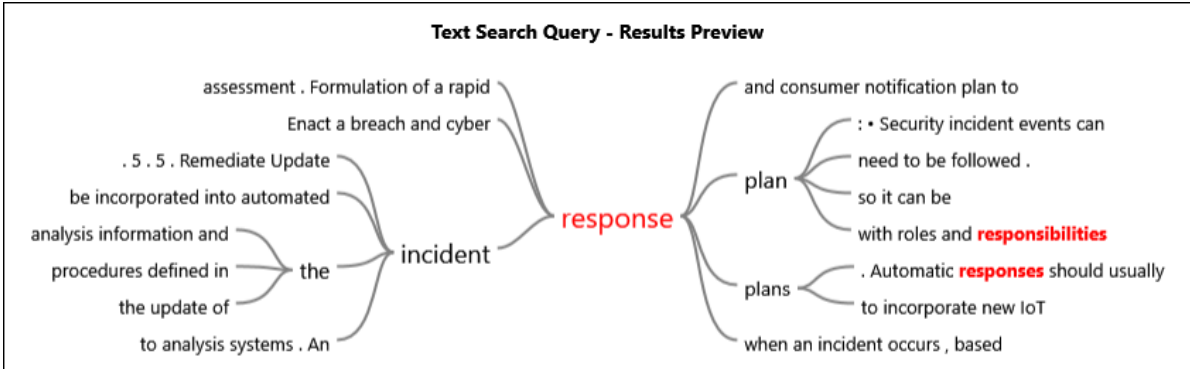 Text Search Query - Results Preview
assessment . Formulation of a rapid
Enact a breach and cyber
. 5 . 5 . Remediate Update
be incorporated into automated
analysis information and
procedures defined in
the update of
the
to analysis systems . An
incident
response
and consumer notification plan to
plan
: • Security incident events can
need to be followed .
so it can be
with roles and responsibilities
plans
. Automatic responses should usually
to incorporate new IoT
when an incident occurs , based